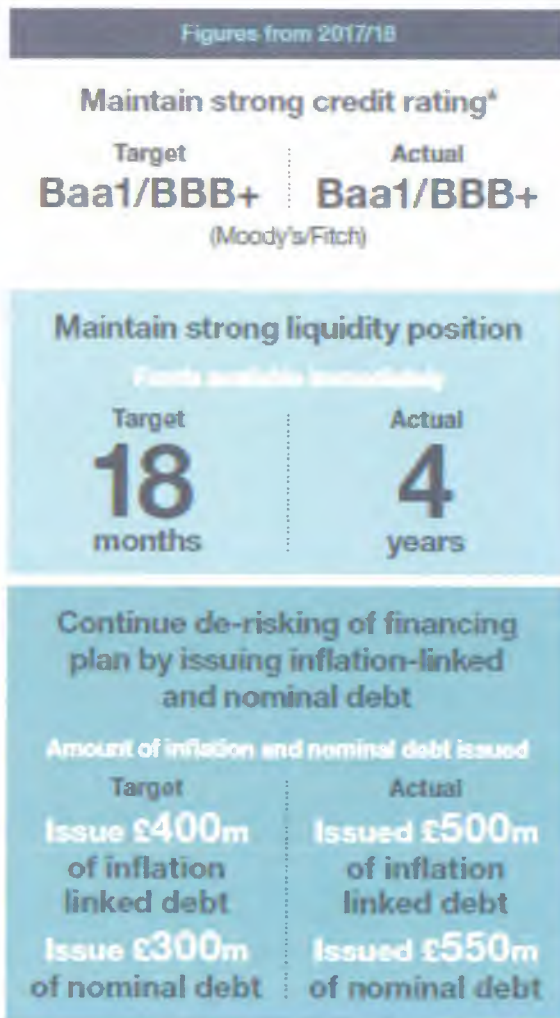 Figures from 2017/18
Maintain strong credit rating*
Target
Baa1/BBB+
Actual
Baa1/BBB+
(Moody's/Fitch)
Maintain strong liquidity position
Funds available immediately
Target
18
months
Actual
4
years
Continue de-risking of financing
plan by issuing inflation-linked
and nominal debt
Amount of inflation and nominal debt issued
Target
Issue £400m
of inflation
linked debt
Issue £300m
of nominal debt
Actual
Issued £500m
of inflation
linked debt
Issued £550m
of nominal debt